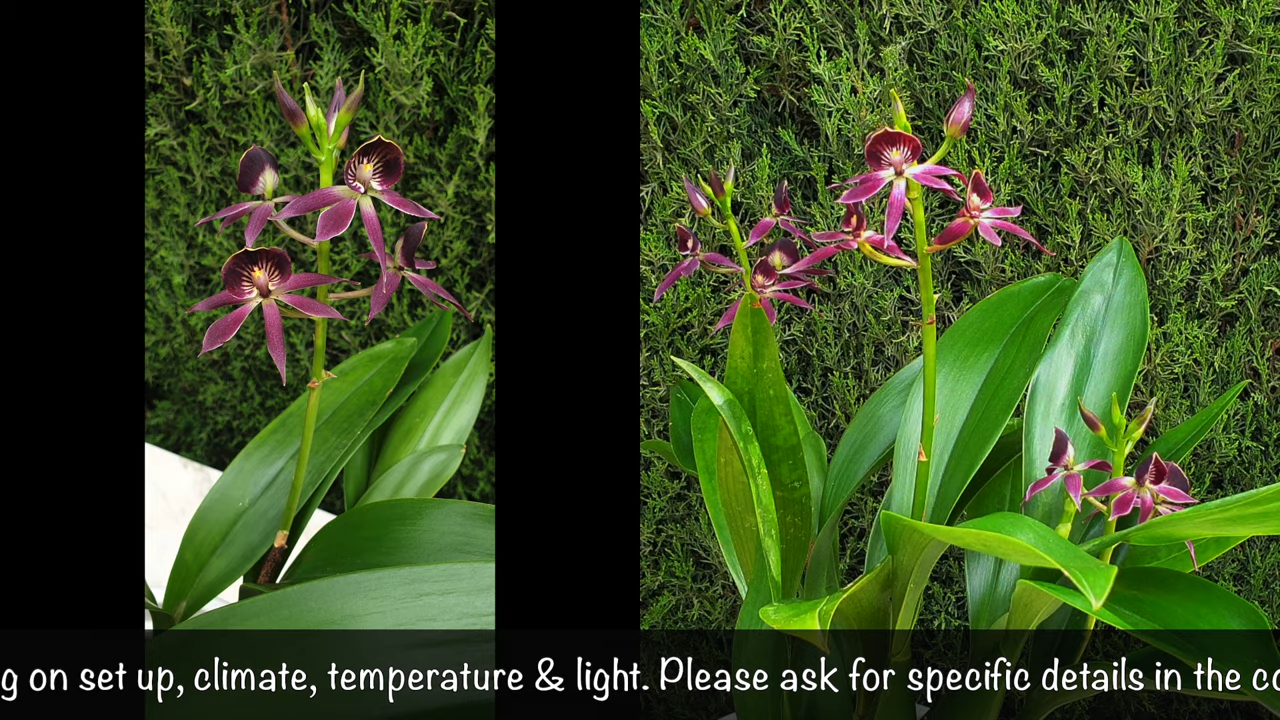 g on set up, climate, temperature & light. Please ask for specific details in the co